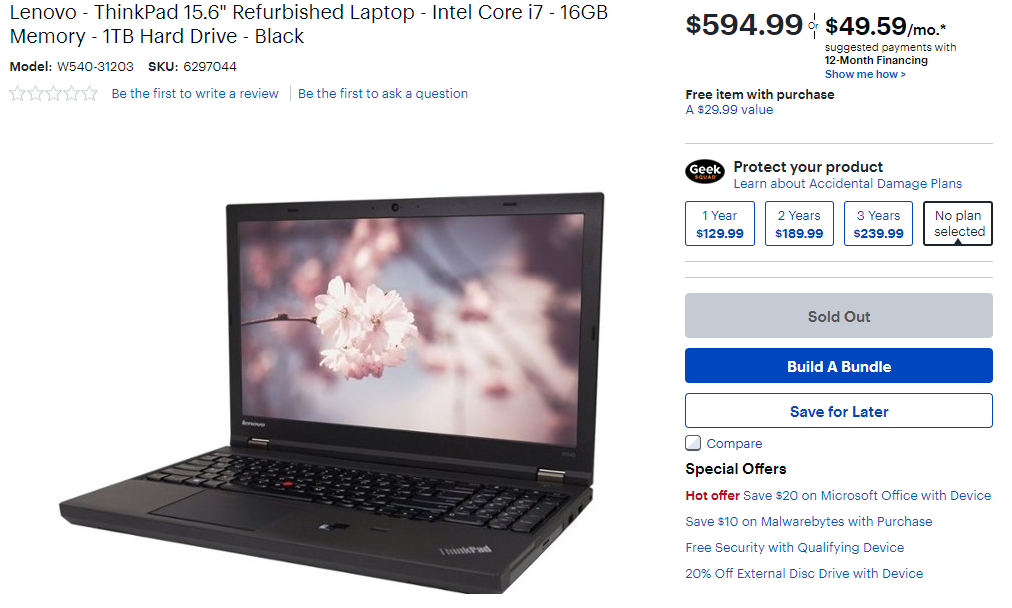 Lenovo - ThinkPad 15.6" Refurbished Laptop - Intel Core i7 - 16GB
Memory - 1TB Hard Drive - Black
Model: W540-31203 SKU: 6297044
Be the first to write a review
Be the first to ask a question
lenovo
ThinkPad
$594.99
Or
$49.59/mo.*
suggested payments with
12-Month Financing
Show me how >
Free item with purchase
A $29.99 value
Geek
SQUAD
Protect your product
Learn about Accidental Damage Plans
1 Year
$129.99
2 Years
$189.99
3 Years
$239.99
No plan
selected
Sold Out
Build A Bundle
Save for Later
Compare
Special Offers
Hot offer Save $20 on Microsoft Office with Device
Save $10 on Malwarebytes with Purchase
Free Security with Qualifying Device
20% Off External Disc Drive with Device